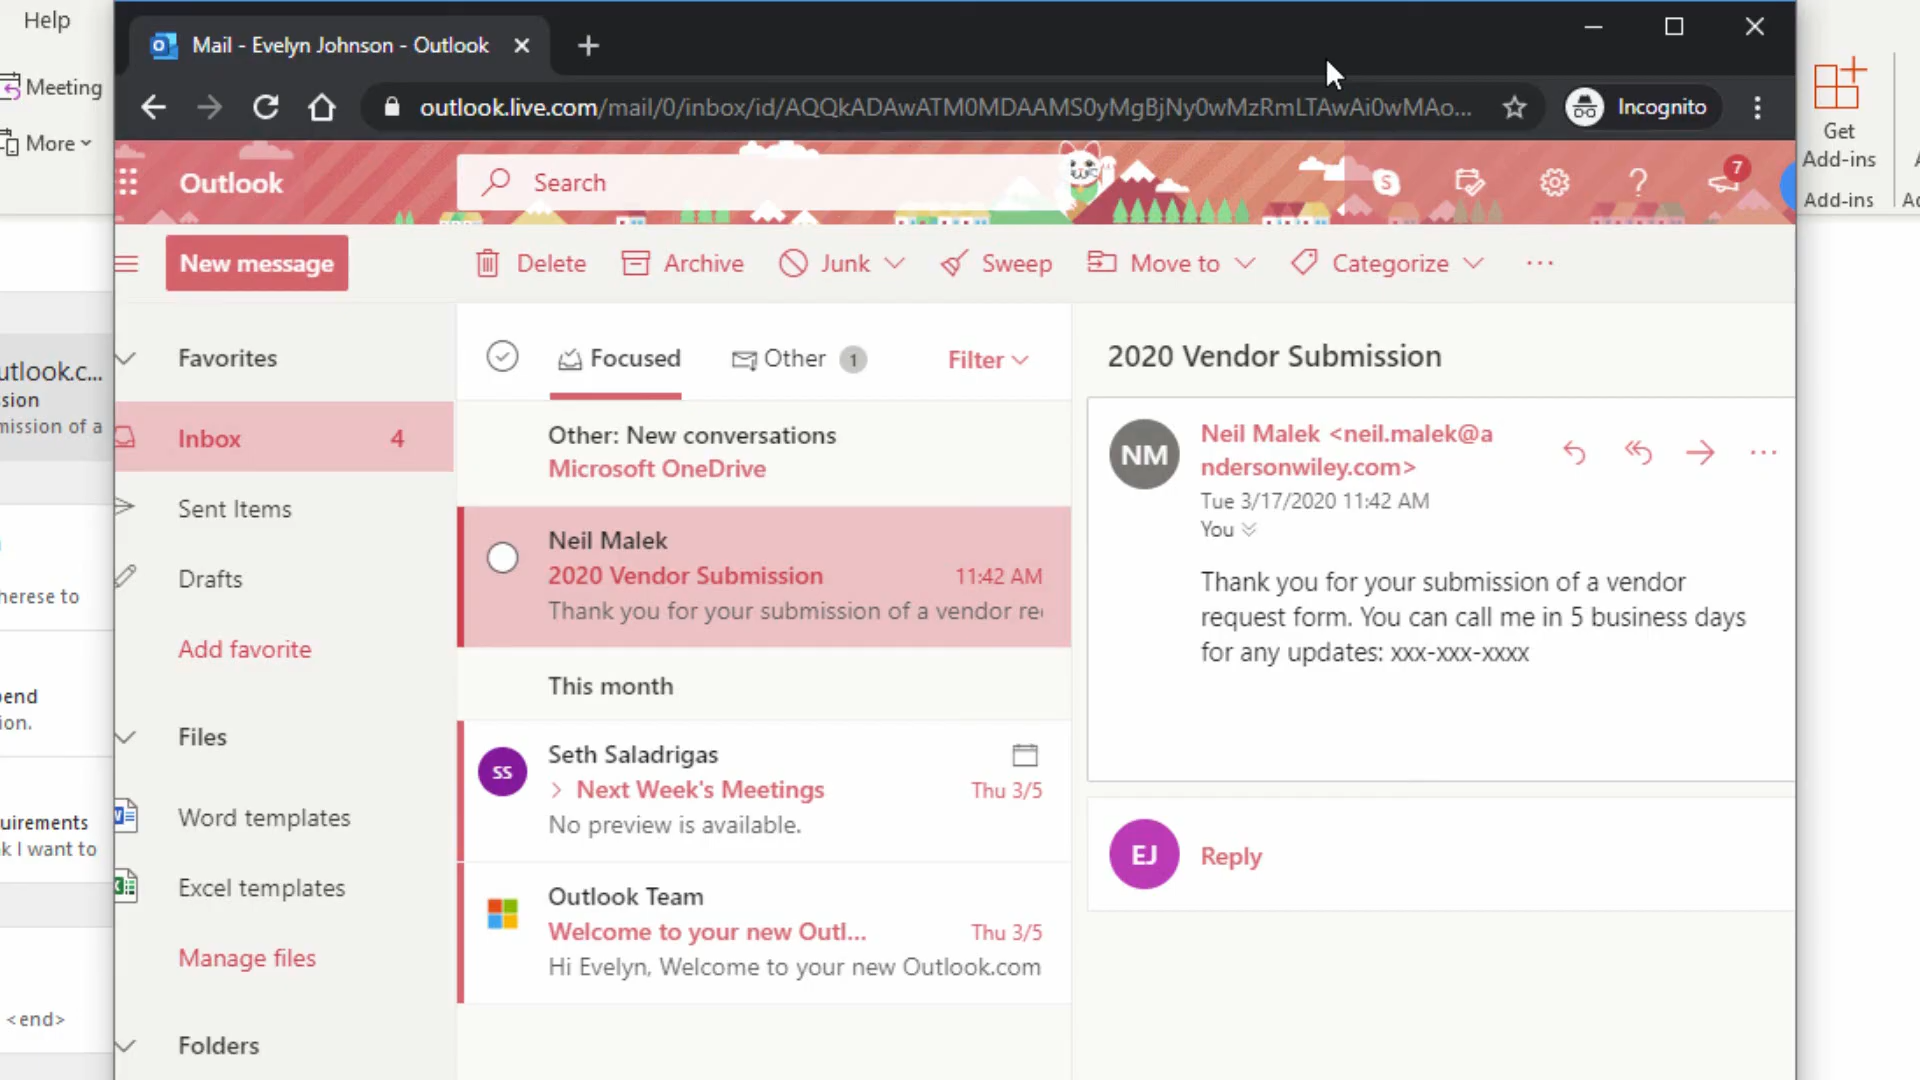 Help
Meeting
More
utlook.c...
sion
mission of a
herese to
pend
ion.
uirements
k I want to
<end>
Mail - Evelyn Johnson - Outlook
outlook.live.com/mail/0/inbox/id/AQQkADAwATM0MDAAMS0yMgBjNy0wMzRmLTAwAi0wMAo...
Incognito
Outlook
Search
S
7
New message
Delete
Archive
Junk
Sweep
Move to
Categorize
Favorites
Inbox 4
Sent Items
Drafts
Add favorite
Files
Word templates
Excel templates
Manage files
Folders
Focused
Other 1
Filter
Other: New conversations
Microsoft OneDrive
Neil Malek
2020 Vendor Submission 11:42 AM
Thank you for your submission of a vendor re
This month
SS
Seth Saladrigas
Next Week's Meetings Thu 3/5
No preview is available.
Outlook Team
Welcome to your new Outl... Thu 3/5
Hi Evelyn, Welcome to your new Outlook.com
2020 Vendor Submission
NM
Neil Malek <neil.malek@a
ndersonwiley.com>
Tue 3/17/2020 11:42 AM
You
Thank you for your submission of a vendor
request form. You can call me in 5 business days
for any updates: xxx-xxx-xxxx
EJ
Reply
Get
Add-ins
Add-ins